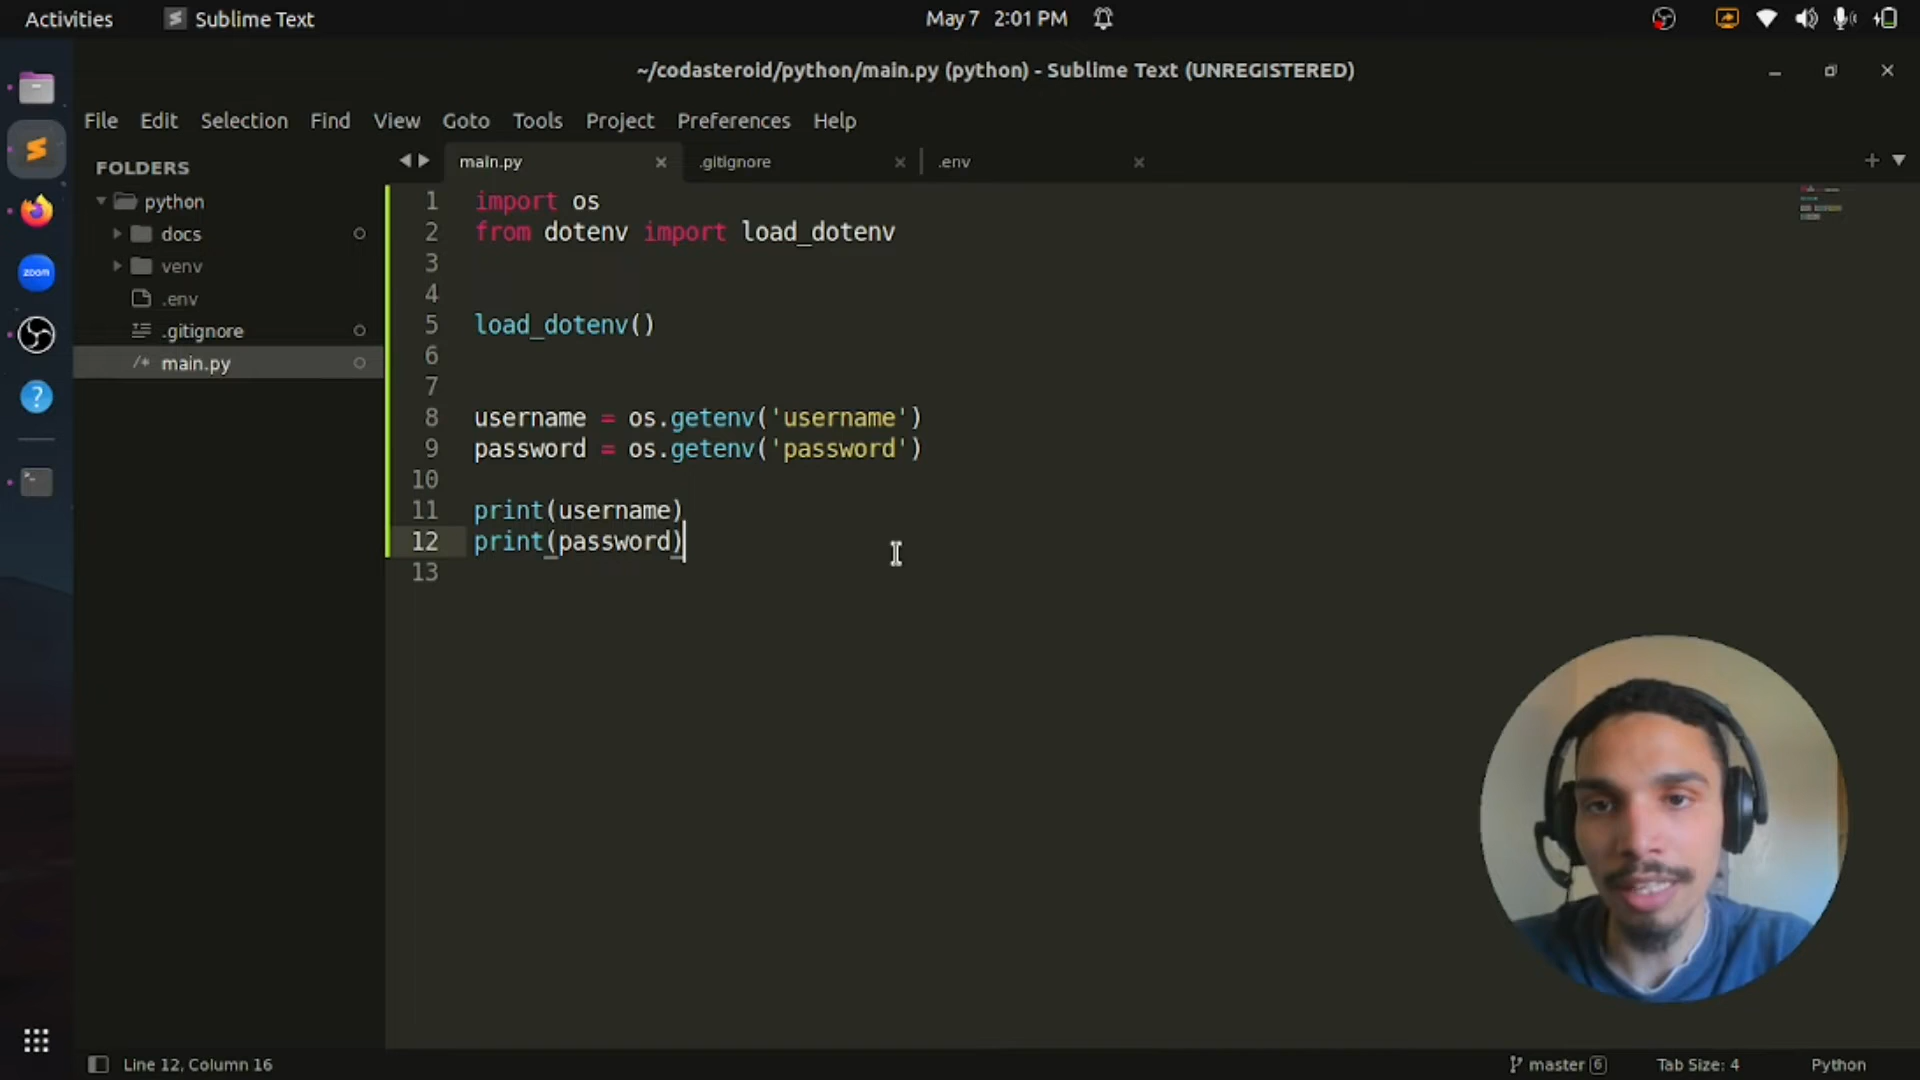 Activities
Sublime Text
May 7 2:01 PM
~/codasteroid/python/main.py (python) - Sublime Text (UNREGISTERED)
File Edit Selection Find View Goto Tools Project Preferences Help
FOLDERS
python
docs
venv
.env
.gitignore
main.py
zoom
main.py
.gitignore
.env
1 import os
2 from dotenv import load_dotenv
3
4
5 load_dotenv()
6
7
8 username = os.getenv('username')
9 password = os.getenv('password')
10
11 print(username)
12 print(password)
13
Line 12, Column 16
master 6
Tab Size: 4
Python